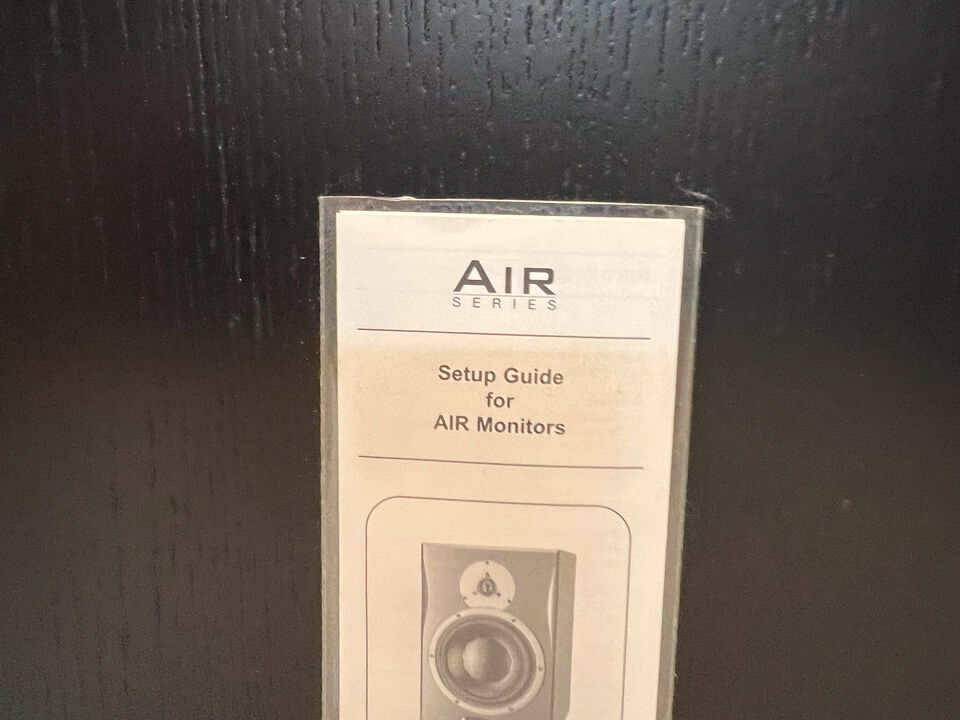 AIR
SERIES
Setup Guide
for
AIR Monitors